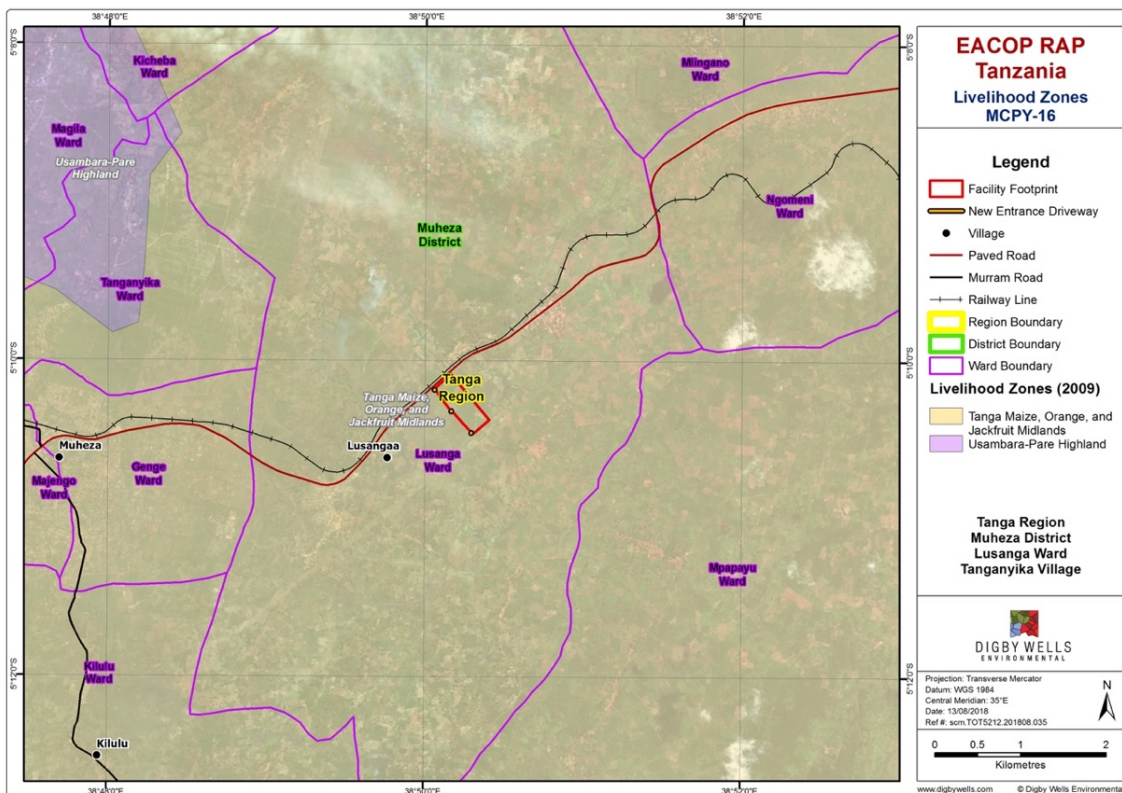 38°48'0"E
38°50'0"E
38°52'0"E
5°8'0"S
5°8'0"S
Kicheba
Ward
Mlingano
Ward
Magila
Ward
Usambara-Pare
Highland
Ngomeni
Ward
Muheza
District
Tanganyika
Ward
5°10'0"S
5°10'0"S
Tanga
Region
Tanga Maize,
Orange, and
Jackfruit Midlands
Muheza
Lusangaa
Lusanga
Ward
Genge
Ward
Majengo
Ward
Mpapayu
Ward
5°12'0"S
5°12'0"S
Kilulu
Ward
Kilulu
38°48'0"E
38°50'0"E
38°52'0"E
EACOP RAP
Tanzania
Livelihood Zones
MCPY-16
Legend
Facility Footprint
New Entrance Driveway
Village
Paved Road
Murram Road
Railway Line
Region Boundary
District Boundary
Ward Boundary
Livelihood Zones (2009)
Tanga Maize, Orange, and
Jackfruit Midlands
Usambara-Pare Highland
Tanga Region
Muheza District
Lusanga Ward
Tanganyika Village
DIGBY WELLS
ENVIRONMENTAL
Projection: Transverse Mercator
Datum: WGS 1984
Central Meridian: 35°E
Date: 13/08/2018
Ref #: scm.TOT5212.201808.035
N
0 0.5 1 2
Kilometres
www.digbywells.com © Digby Wells Environmental